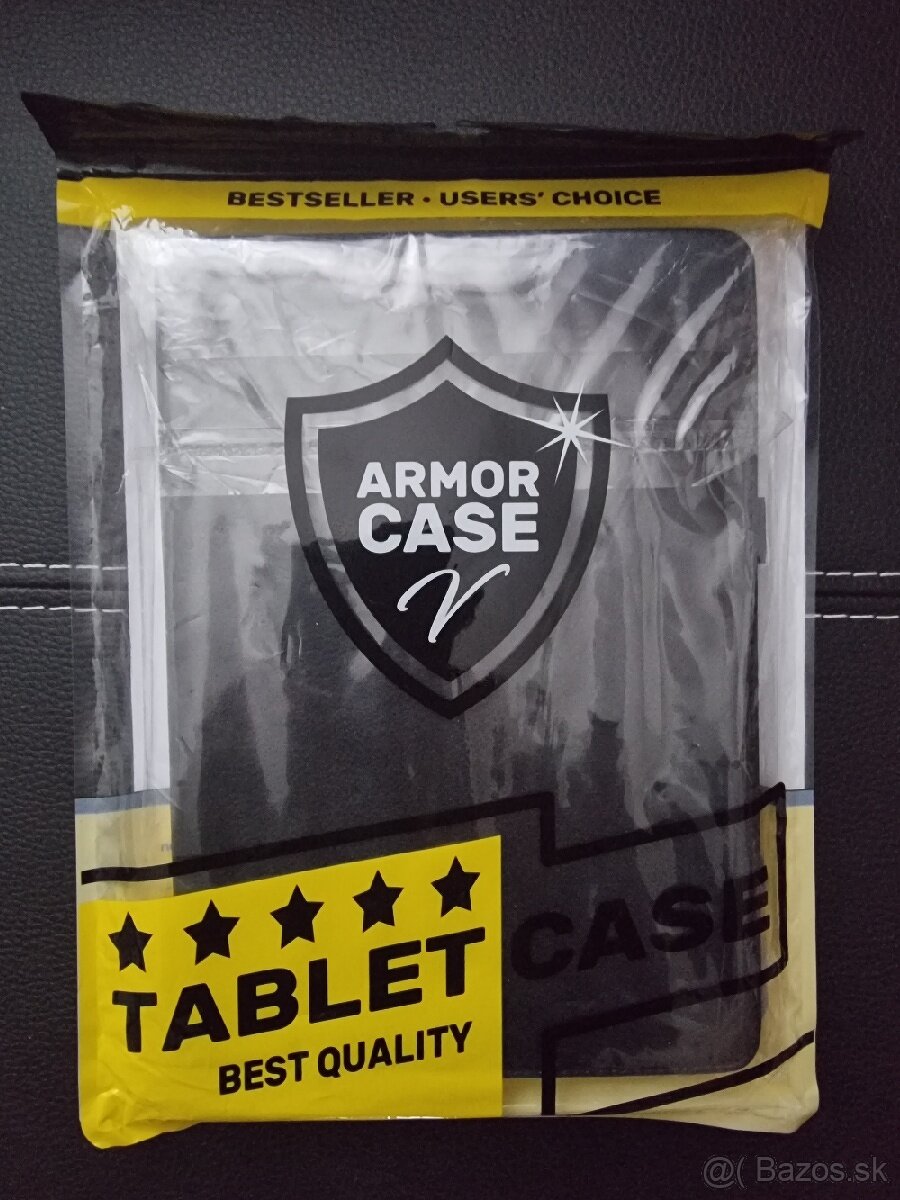 BESTSELLER • USERS' CHOICE
ARMOR
CASE
V
TABLET CASE
BEST QUALITY
@( Bazos.sk